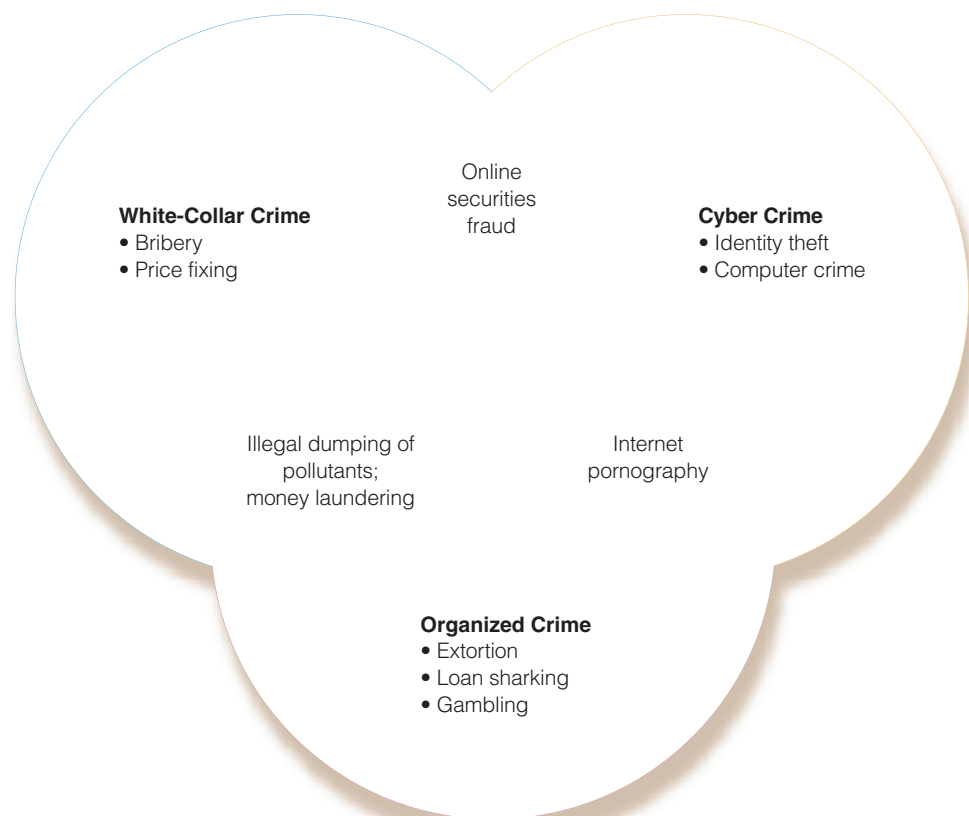 Online
securities
fraud
White-Collar Crime
• Bribery
• Price fixing
Cyber Crime
• Identity theft
• Computer crime
Illegal dumping of
pollutants;
money laundering
Internet
pornography
Organized Crime
• Extortion
• Loan sharking
• Gambling